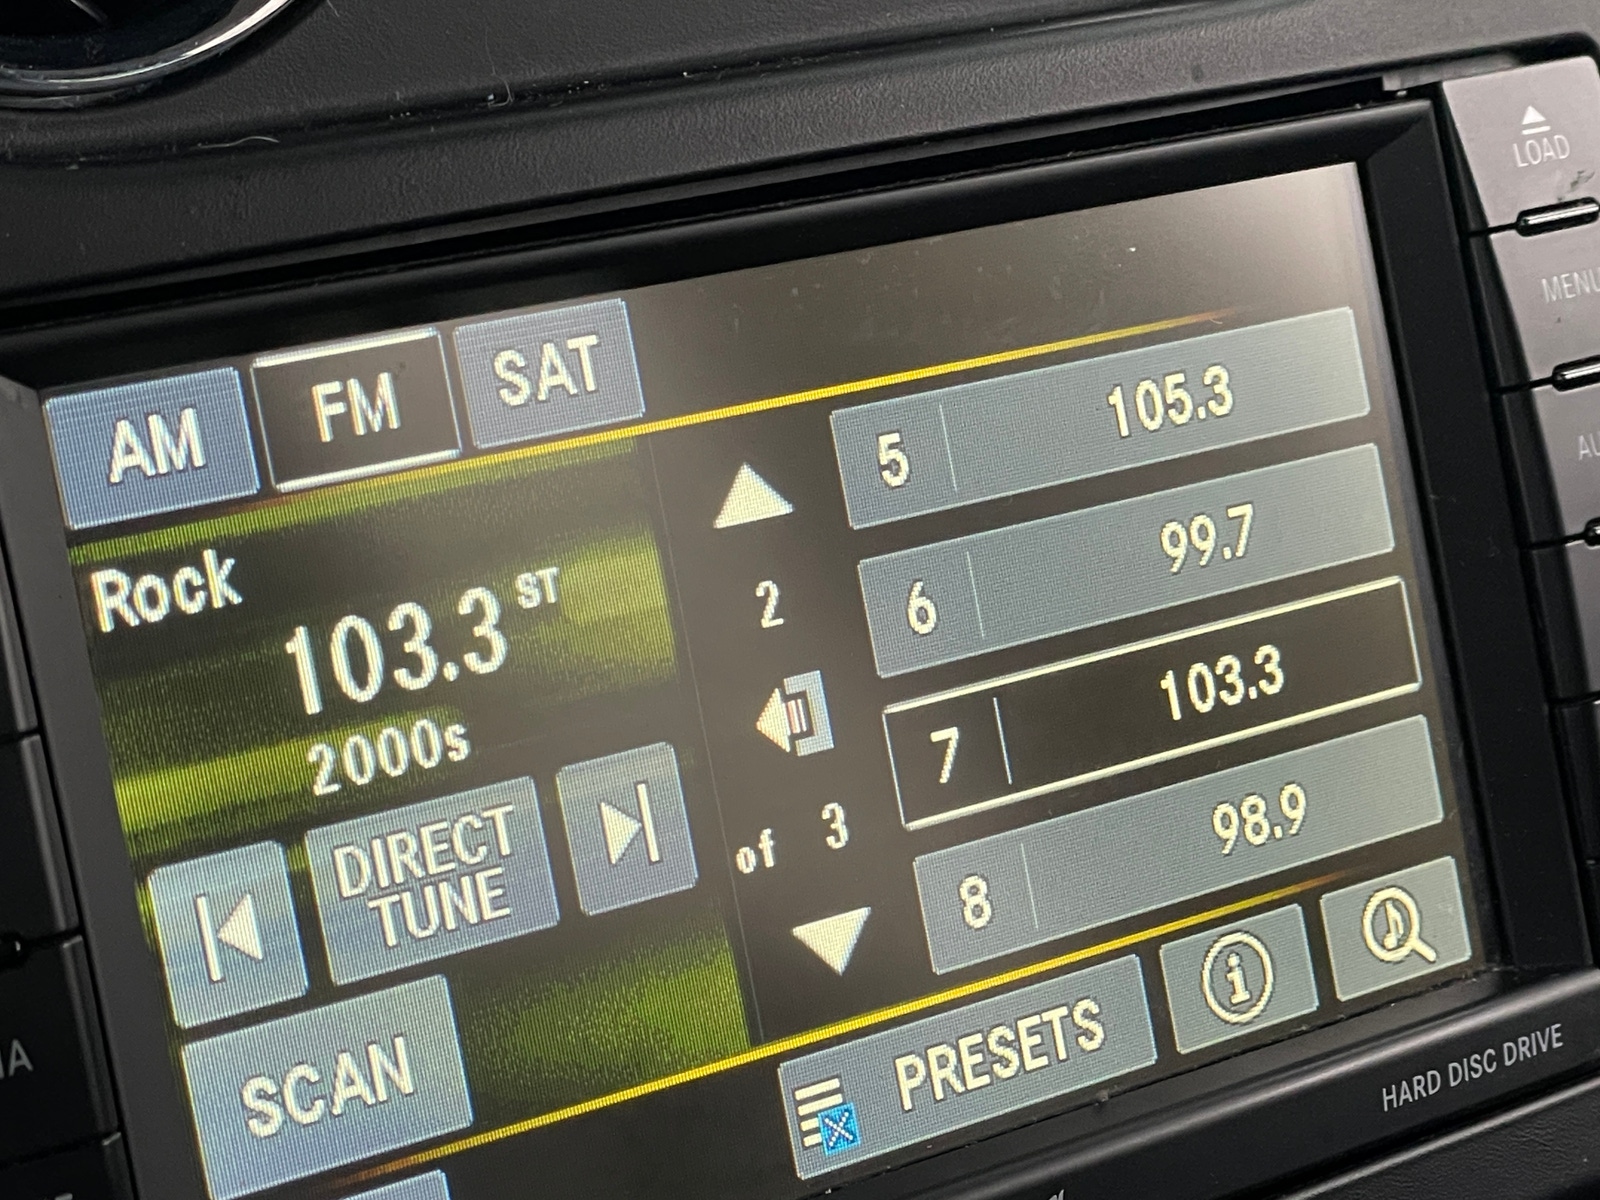 LOAD
MENU
AM
FM
SAT
Rock
103.3 ST
2000s
DIRECT
TUNE
SCAN
2
of 3
5 105.3
6 99.7
7 103.3
8 98.9
PRESETS
HARD DISC DRIVE